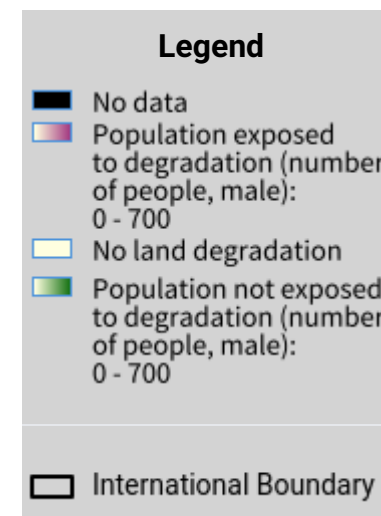 Legend
No data
Population exposed
to degradation (number
of people, male):
0 - 700
No land degradation
Population not exposed
to degradation (number
of people, male):
0 - 700
International Boundary